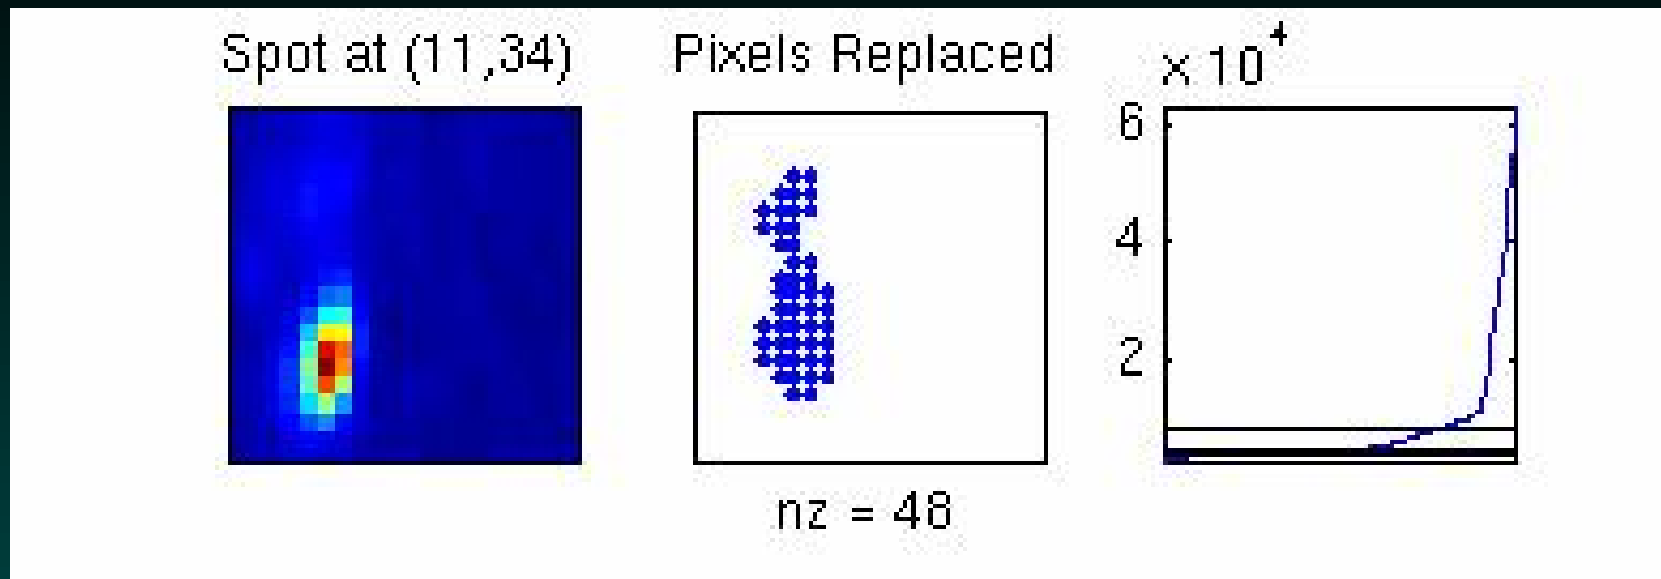 Spot at (11,34)
Pixels Replaced
×10^4
6
4
2
nz = 48